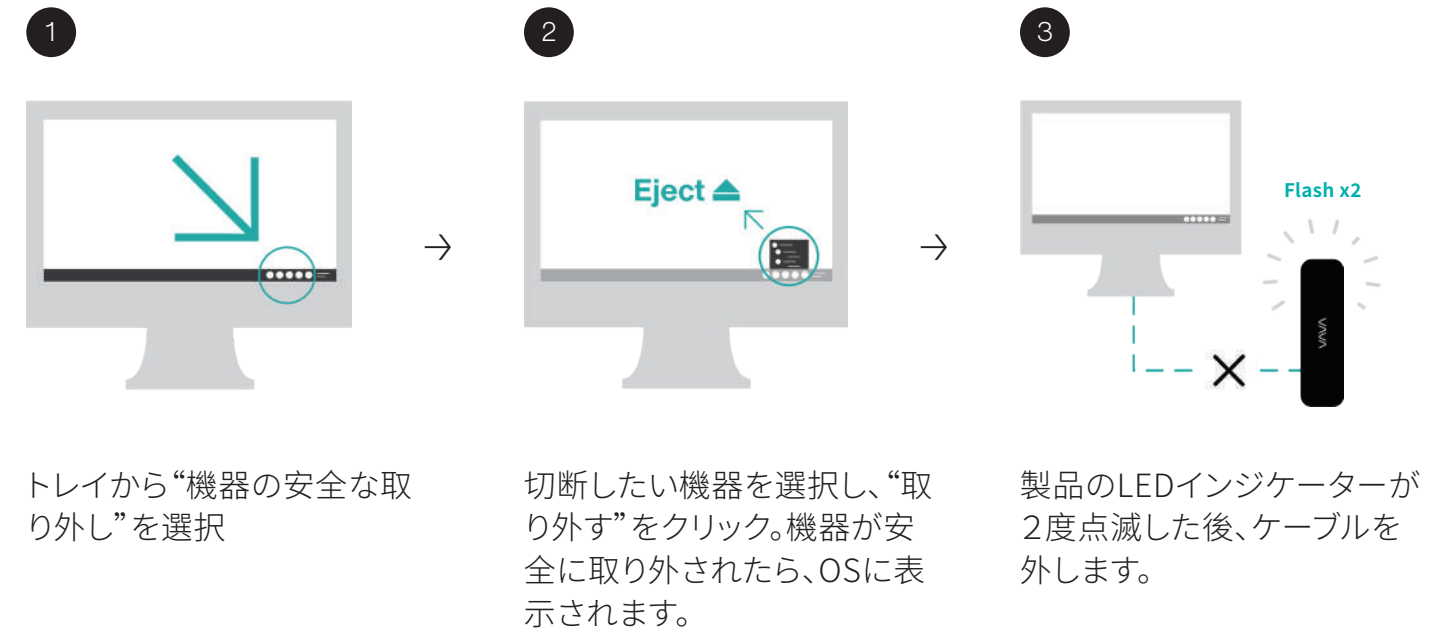 1
2
3
Eject
Flash x2
VAVA
トレイから“機器の安全な取
り外し”を選択
切断したい機器を選択し、“取
り外す”をクリック。機器が安
全に取り外されたら、OSに表
示されます。
製品のLEDインジケーターが
２度点滅した後、ケーブルを
外します。